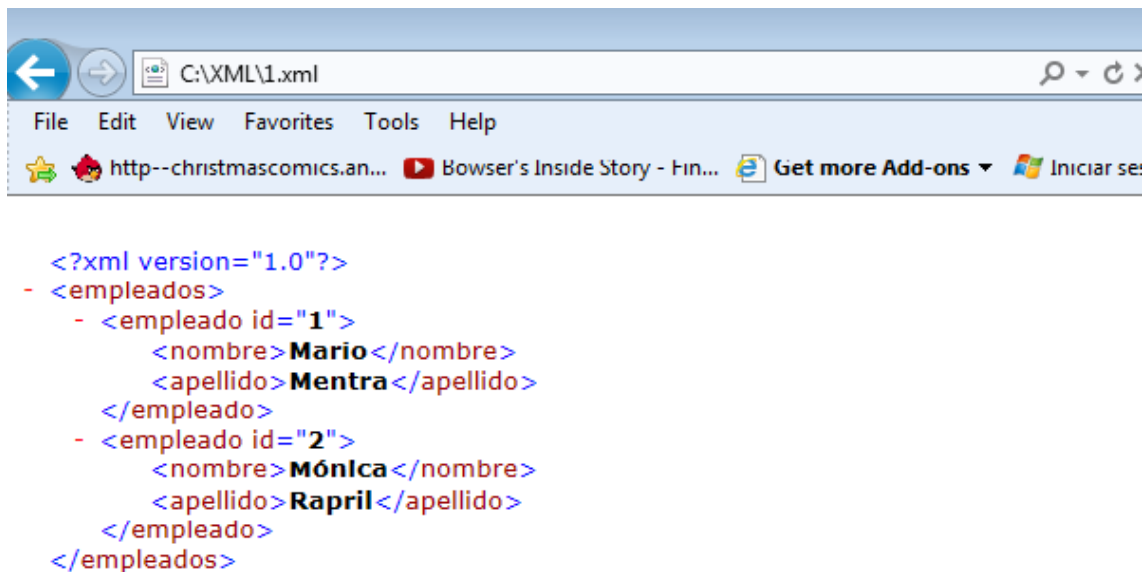 C:\XML\1.xml
File Edit View Favorites Tools Help
http--christmascomics.an... Bowser's Inside Story - Fin... Get more Add-ons Iniciar ses
<?xml version="1.0"?>
- <empleados>
- <empleado id="1">
<nombre>Mario</nombre>
<apellido>Mentra</apellido>
</empleado>
- <empleado id="2">
<nombre>Mónica</nombre>
<apellido>Rapril</apellido>
</empleado>
</empleados>